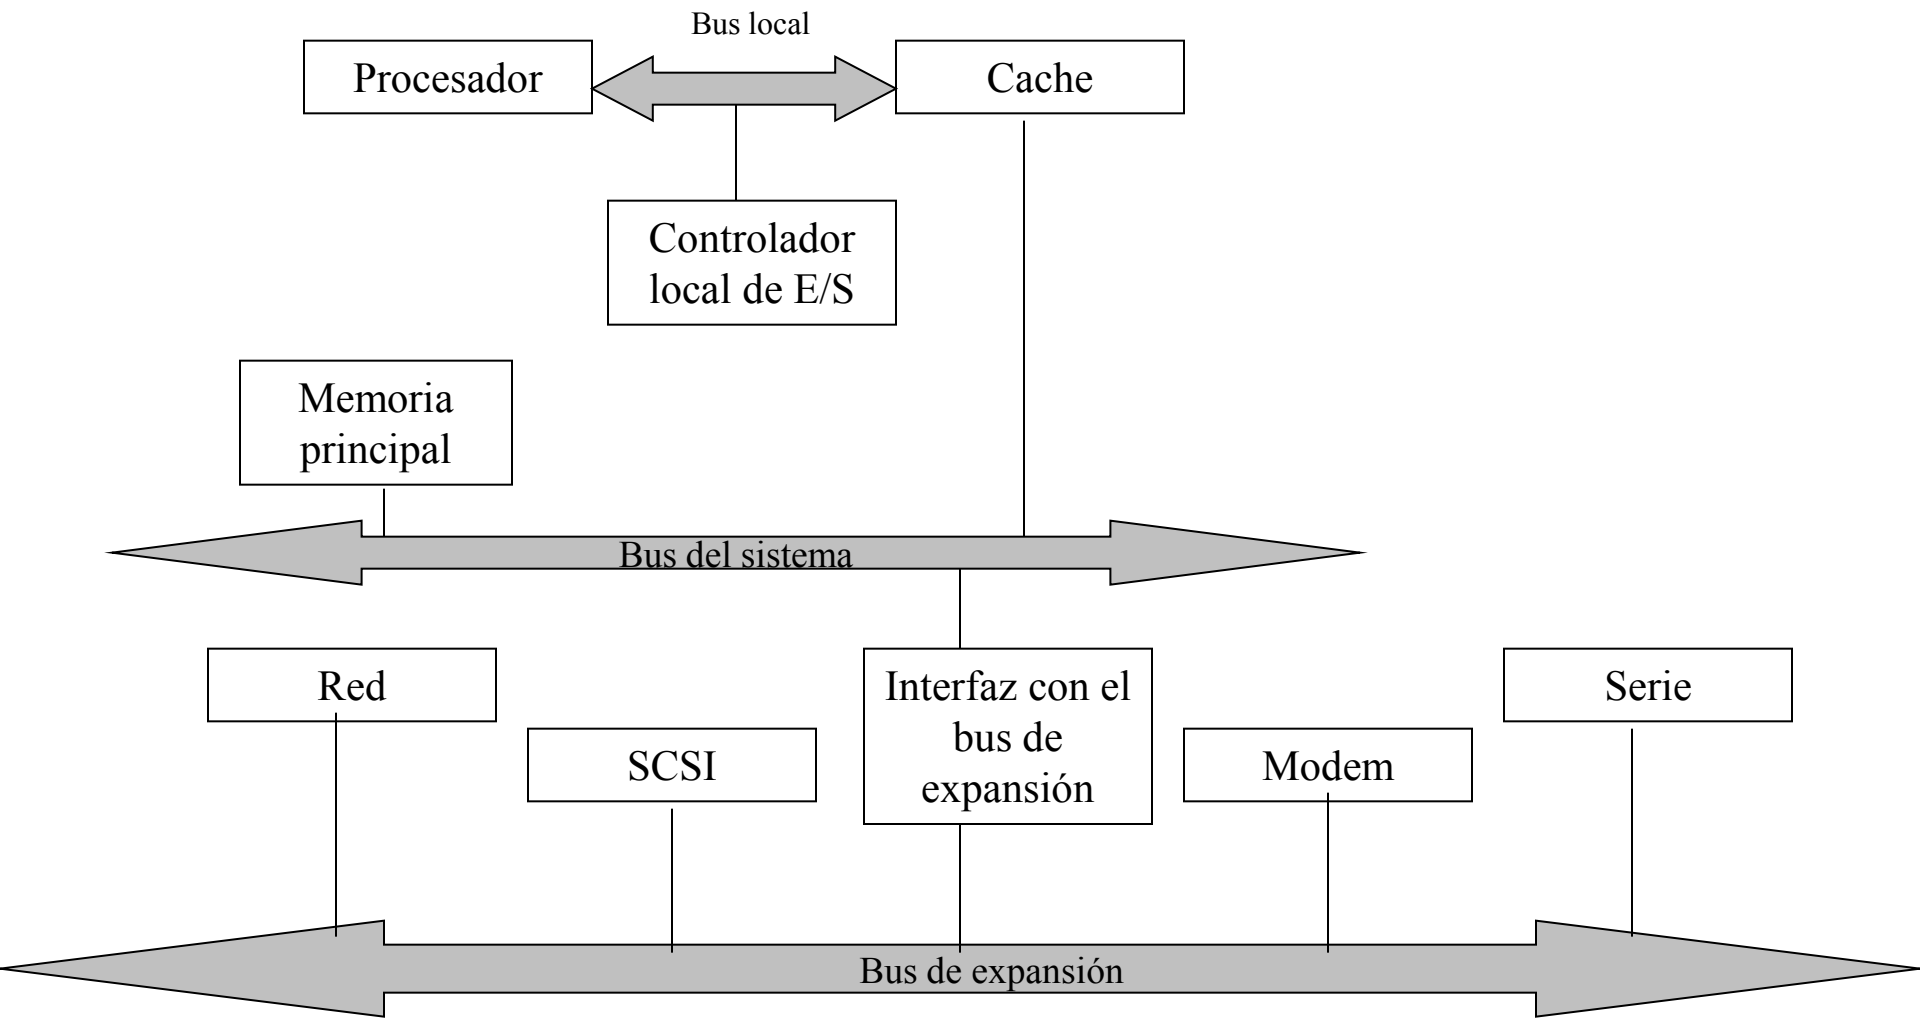 Bus local
Procesador
Cache
Controlador
local de E/S
Memoria
principal
Bus del sistema
Red
Interfaz con el
bus de
expansión
Serie
SCSI
Modem
Bus de expansión